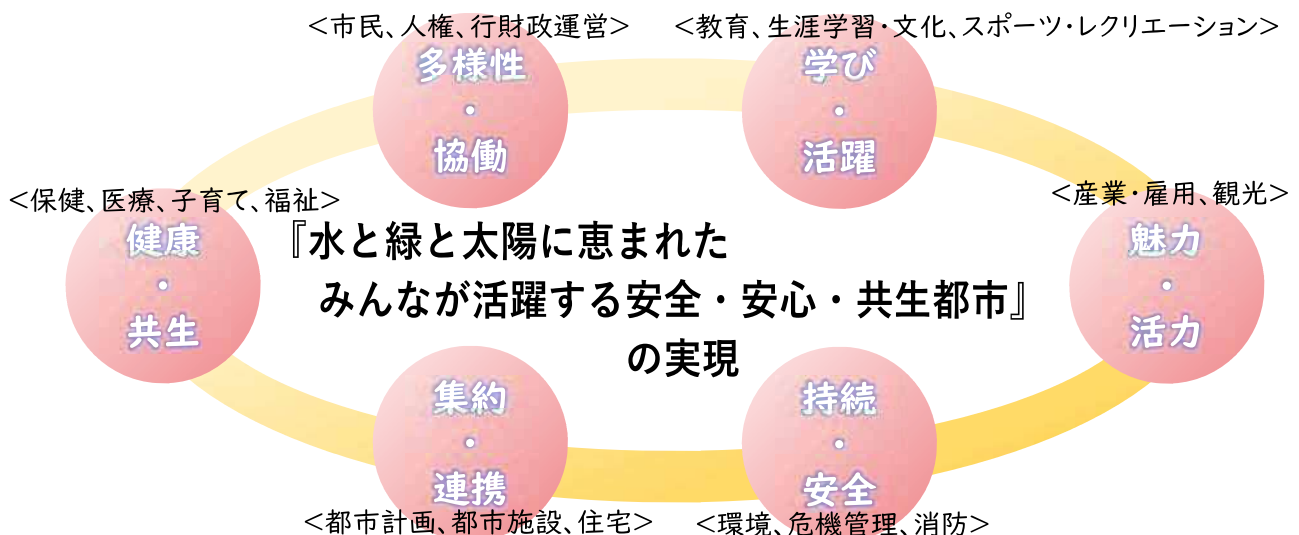 ＜市民、人権、行財政運営＞
多様性
・
協働
＜教育、生涯学習・文化、スポーツ・レクリエーション＞
学び
・
活躍
＜保健、医療、子育て、福祉＞
健康
・
共生
＜産業・雇用、観光＞
魅力
・
活力
『水と緑と太陽に恵まれた
みんなが活躍する安全・安心・共生都市』
の実現
集約
・
連携
＜都市計画、都市施設、住宅＞
持続
・
安全
＜環境、危機管理、消防＞